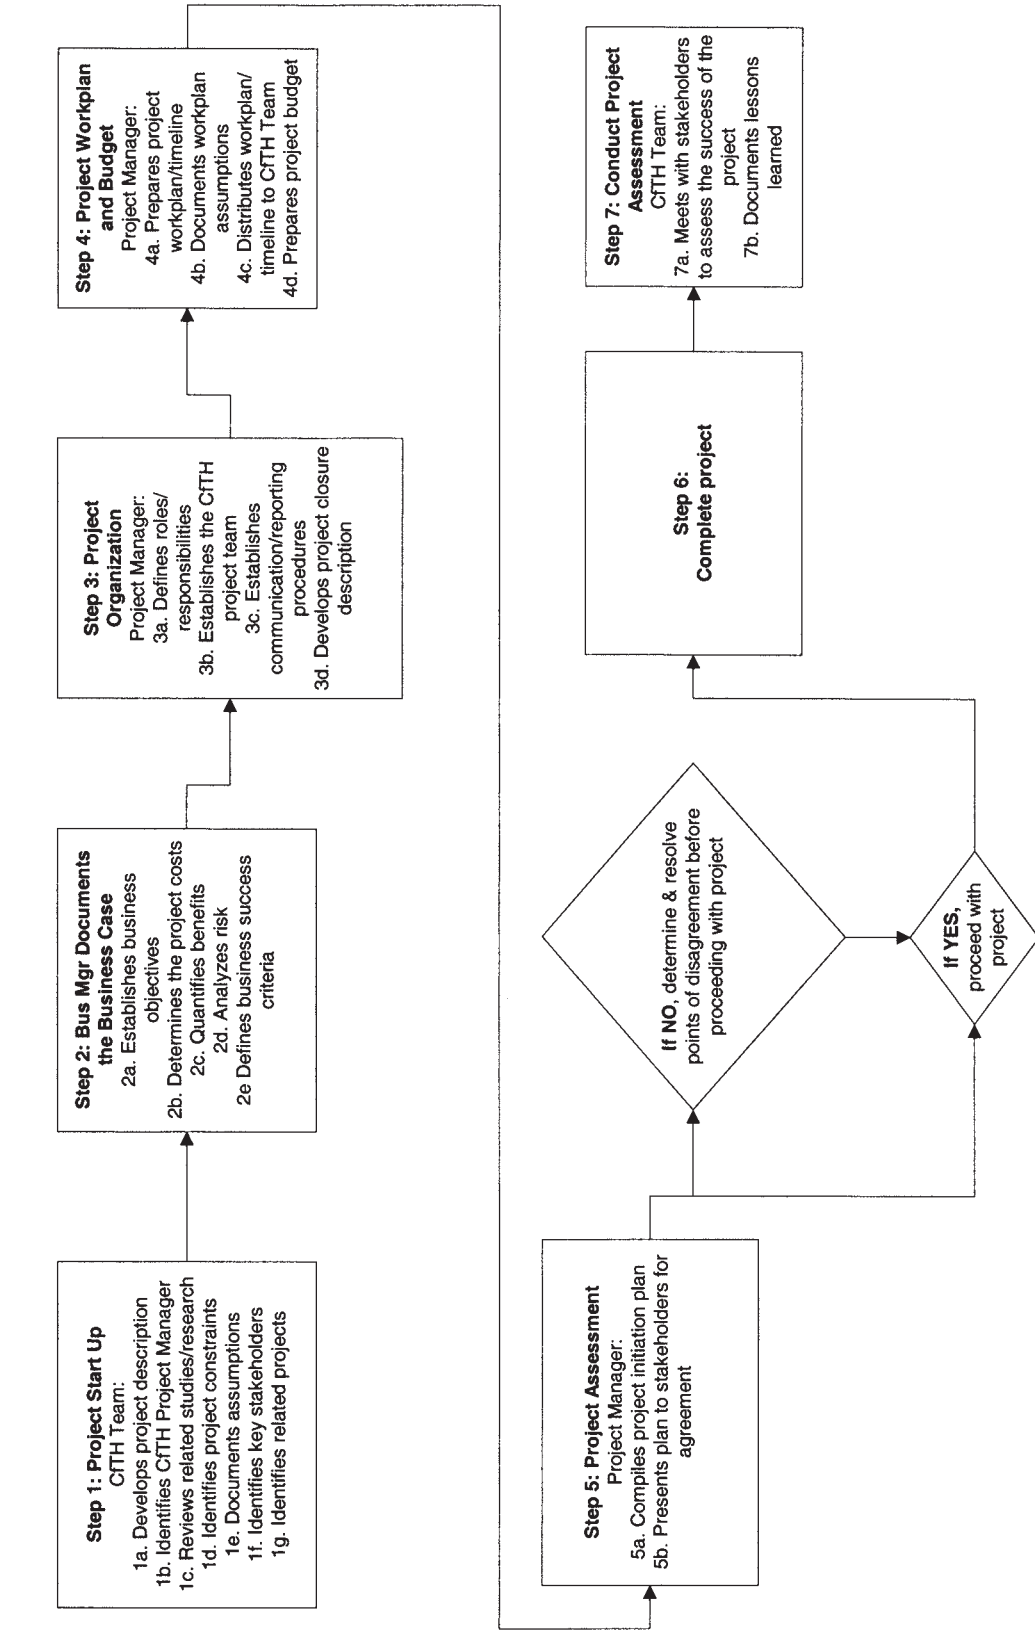 Step 1: Project Start Up
CfTH Team:
1a. Develops project description
1b. Identifies CfTH Project Manager
1c. Reviews related studies/research
1d. Identifies project constraints
1e. Documents assumptions
1f. Identifies key stakeholders
1g. Identifies related projects
Step 2: Bus Mgr Documents
the Business Case
2a. Establishes business
objectives
2b. Determines the project costs
2c. Quantifies benefits
2d. Analyzes risk
2e Defines business success
criteria
Step 3: Project
Organization
Project Manager:
3a. Defines roles/
responsibilities
3b. Establishes the CfTH
project team
3c. Establishes
communication/reporting
procedures
3d. Develops project closure
description
Step 4: Project Workplan
and Budget
Project Manager:
4a. Prepares project
workplan/timeline
4b. Documents workplan
assumptions
4c. Distributes workplan/
timeline to CfTH Team
4d. Prepares project budget
Step 5: Project Assessment
Project Manager:
5a. Compiles project initiation plan
5b. Presents plan to stakeholders for
agreement
If NO, determine & resolve
points of disagreement before
proceeding with project
If YES,
proceed with
project
Step 6:
Complete project
Step 7: Conduct Project
Assessment
CfTH Team:
7a. Meets with stakeholders
to assess the success of the
project
7b. Documents lessons
learned